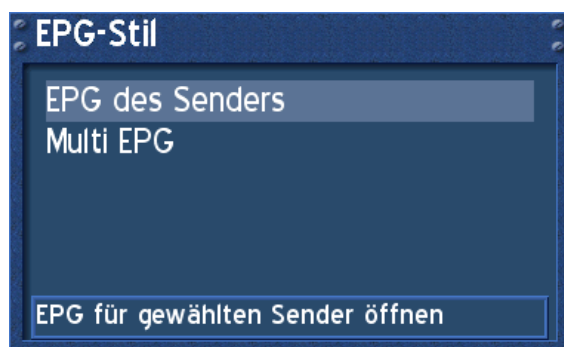 EPG-Stil
EPG des Senders
Multi EPG
EPG für gewählten Sender öffnen